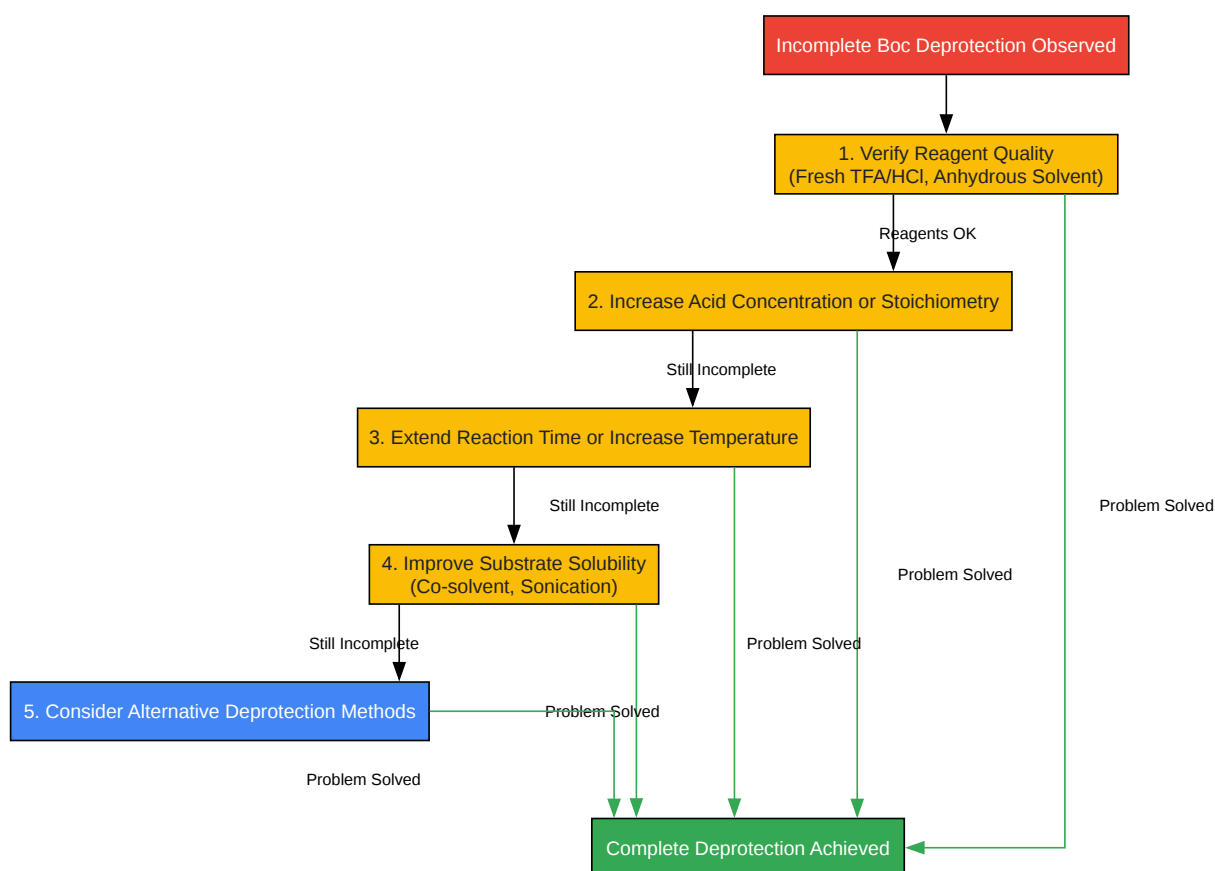 Incomplete Boc Deprotection Observed
1. Verify Reagent Quality
(Fresh TFA/HCl, Anhydrous Solvent)
Reagents OK
2. Increase Acid Concentration or Stoichiometry
Still Incomplete
3. Extend Reaction Time or Increase Temperature
Still Incomplete
Problem Solved
4. Improve Substrate Solubility
(Co-solvent, Sonication)
Problem Solved
Still Incomplete
Problem Solved
5. Consider Alternative Deprotection Methods
Problem Solved
Problem Solved
Complete Deprotection Achieved